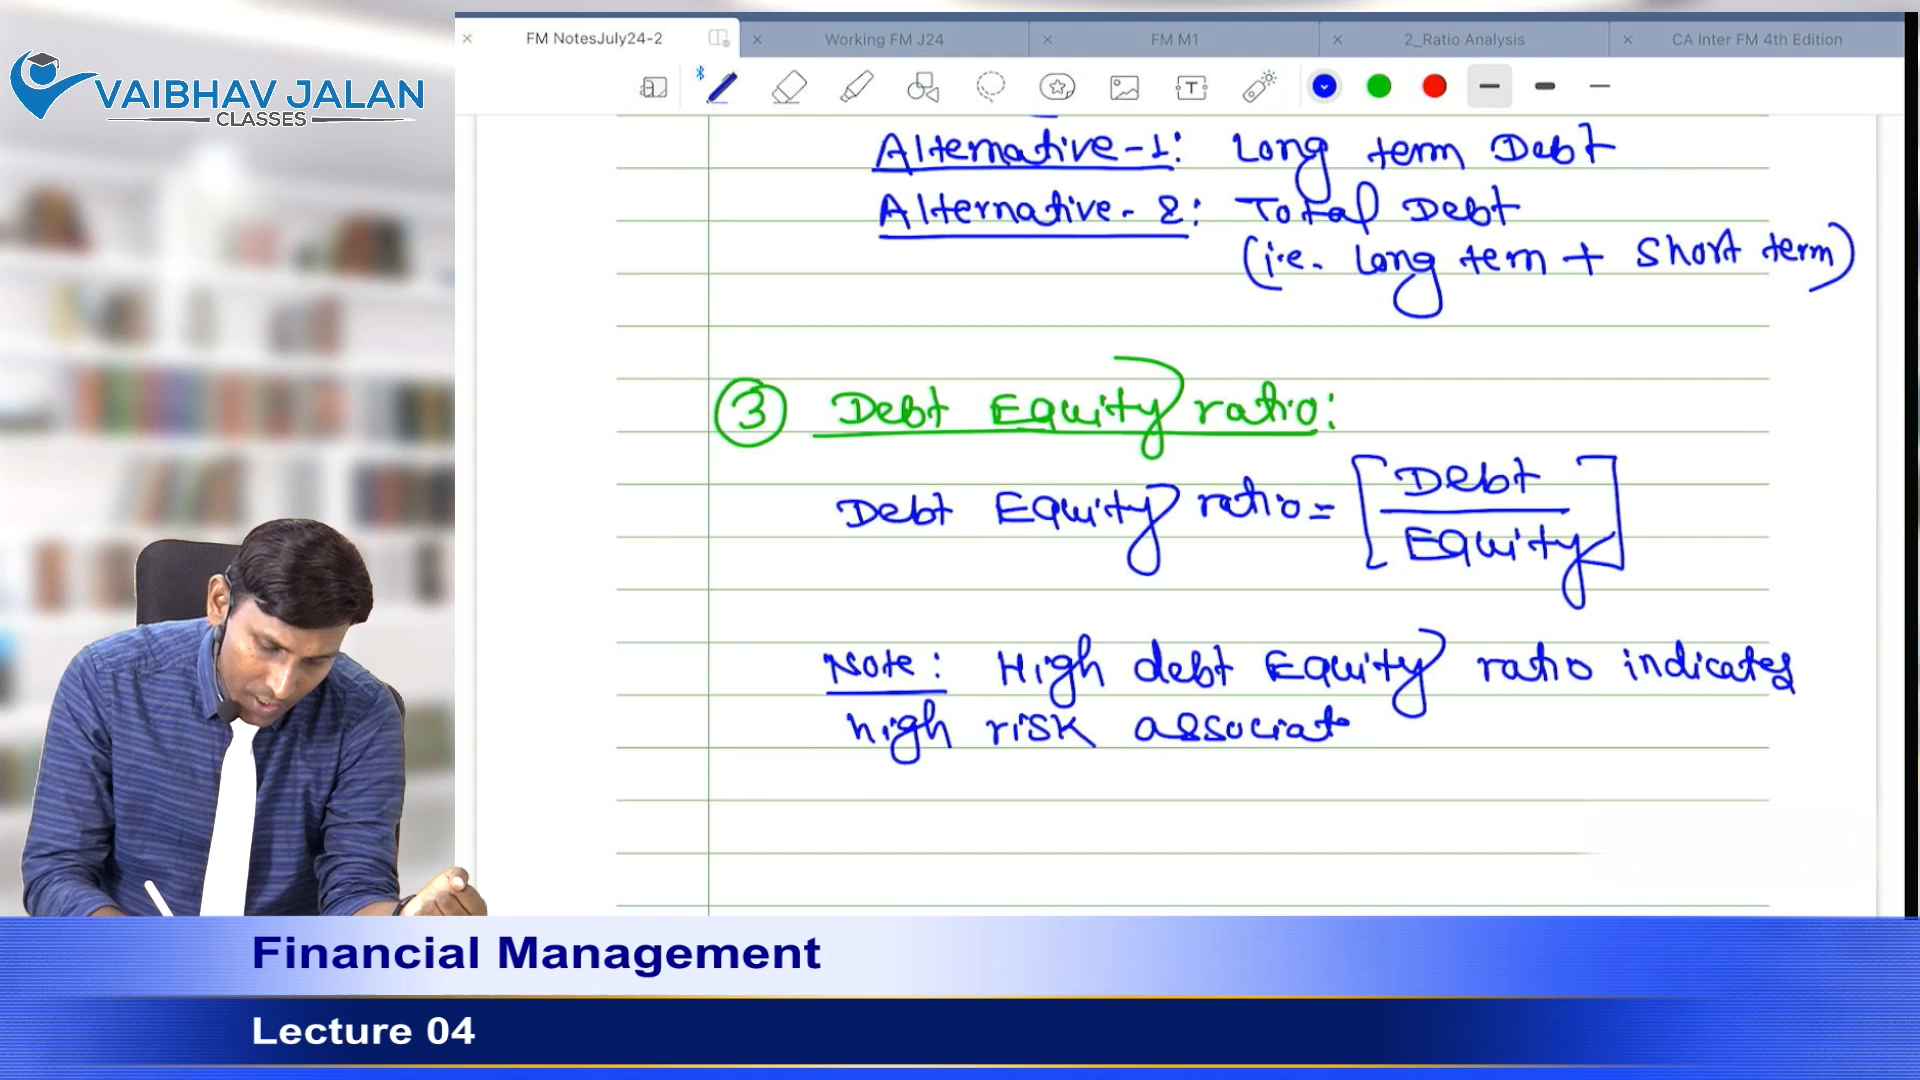 VAIBHAV JALAN
CLASSES
FM NotesJuly24-2
Working FM J24
FM M1
2_Ratio Analysis
CA Inter FM 4th Edition
Alternative-1: Long term Debt
Alternative-2: Total Debt
(i.e. Long term + Short term)
3 Debt Equity ratio:
Debt Equity ratio = [Debt
Equity]
Note: High debt Equity ratio indicates
high risk associat
Financial Management
Lecture 04